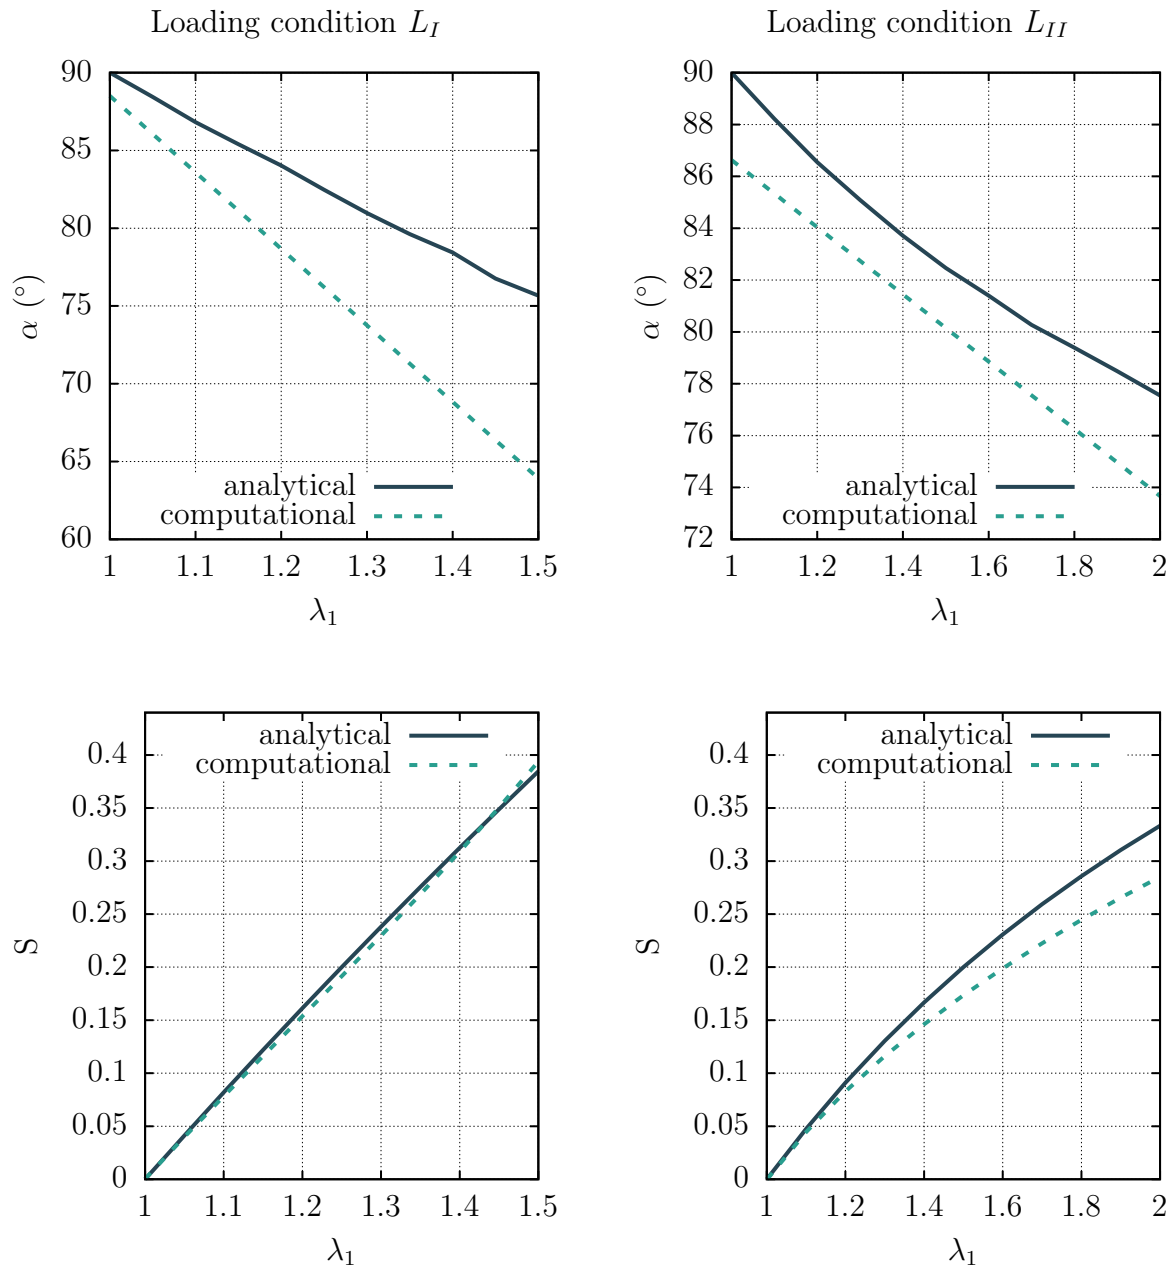 Loading condition L_I
90
85
80
75
70
65
60
α (°)
analytical
computational
1 1.1 1.2 1.3 1.4 1.5
λ₁
Loading condition L_II
90
88
86
84
82
80
78
76
74
72
α (°)
analytical
computational
1 1.2 1.4 1.6 1.8 2
λ₁
analytical
computational
0.4
0.35
0.3
0.25
0.2
0.15
0.1
0.05
0
S
1 1.1 1.2 1.3 1.4 1.5
λ₁
analytical
computational
0.4
0.35
0.3
0.25
0.2
0.15
0.1
0.05
0
S
1 1.2 1.4 1.6 1.8 2
λ₁